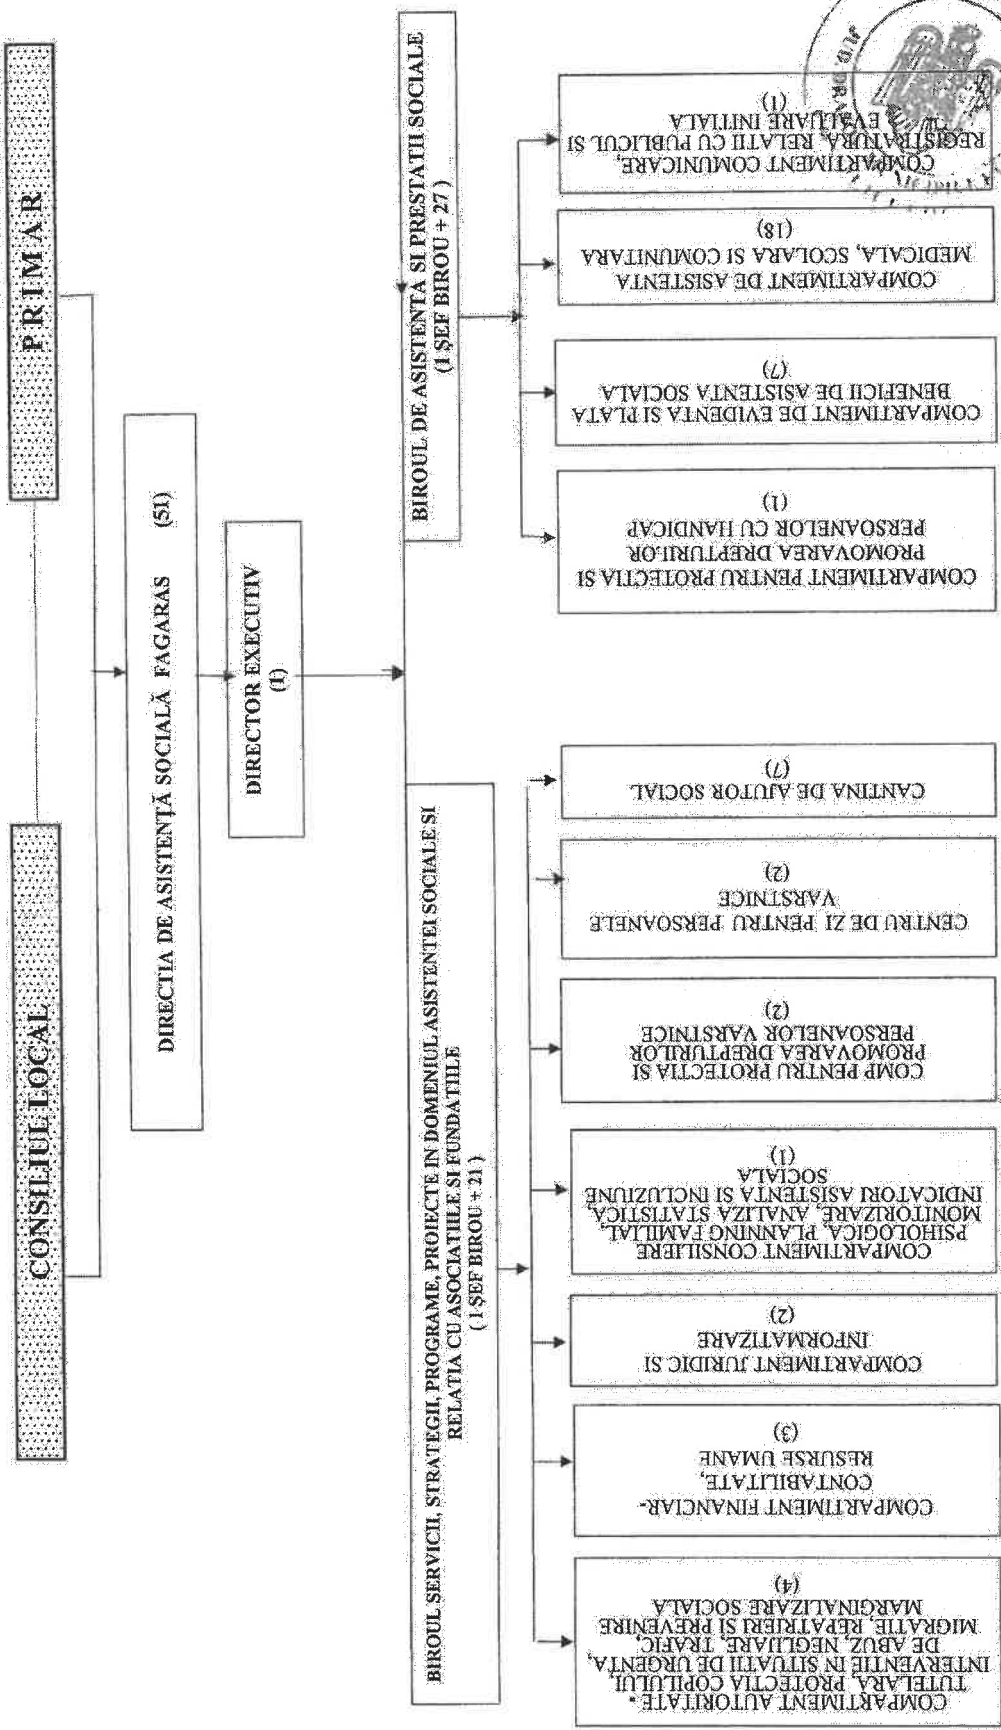 CONSILIUL LOCAL
PRIMAR
DIRECTIA DE ASISTENȚĂ SOCIALĂ FAGARAS (51)
DIRECTOR EXECUTIV
(1)
BIROUL SERVICII, STRATEGII, PROGRAME, PROIECTE IN DOMENIUL ASISTENTEI SOCIALE SI
RELATIA CU ASOCIATIILE SI FUNDATIILE
( 1 ȘEF BIROU + 21 )
BIROUL DE ASISTENTA SI PRESTATII SOCIALE
(1 ȘEF BIROU + 27 )
COMPARTIMENT AUTORITATE
TUTELARA, PROTECTIA COPILULUI,
INTERVENTIE IN SITUATII DE URGENTA,
DE ABUZ, NEGLIJARE, TRAFIC,
MIGRATIE, REPATRIERI SI PREVENIRE
MARGINALIZARE SOCIALA
(4)
COMPARTIMENT FINANCIAR-
CONTABILITATE,
RESURSE UMANE
(3)
COMPARTIMENT JURIDIC SI
INFORMATIZARE
(2)
COMPARTIMENT CONSILIERE
PSIHOLOGICA, PLANNING FAMILIAL,
MONITORIZARE, ANALIZA STATISTICA,
INDICATORI ASISTENTA SI INCLUZIUNE
SOCIALA
(1)
COMP PENTRU PROTECTIA SI
PROMOVAREA DREPTURILOR
PERSOANELOR VARSTNICE
(2)
CENTRU DE ZI PENTRU PERSOANELE
VARSTNICE
(2)
CANTINA DE AJUTOR SOCIAL
(7)
COMPARTIMENT PENTRU PROTECTIA SI
PROMOVAREA DREPTURILOR
PERSOANELOR CU HANDICAP
(1)
COMPARTIMENT DE EVIDENTA SI PLATA
BENEFICII DE ASISTENTA SOCIALA
(7)
COMPARTIMENT DE ASISTENTA
MEDICALA, SCOLARA SI COMUNITARA
(18)
COMPARTIMENT COMUNICARE,
REGISTRATURA, RELATII CU PUBLICUL SI
EVALUARE INITIALA
(1)